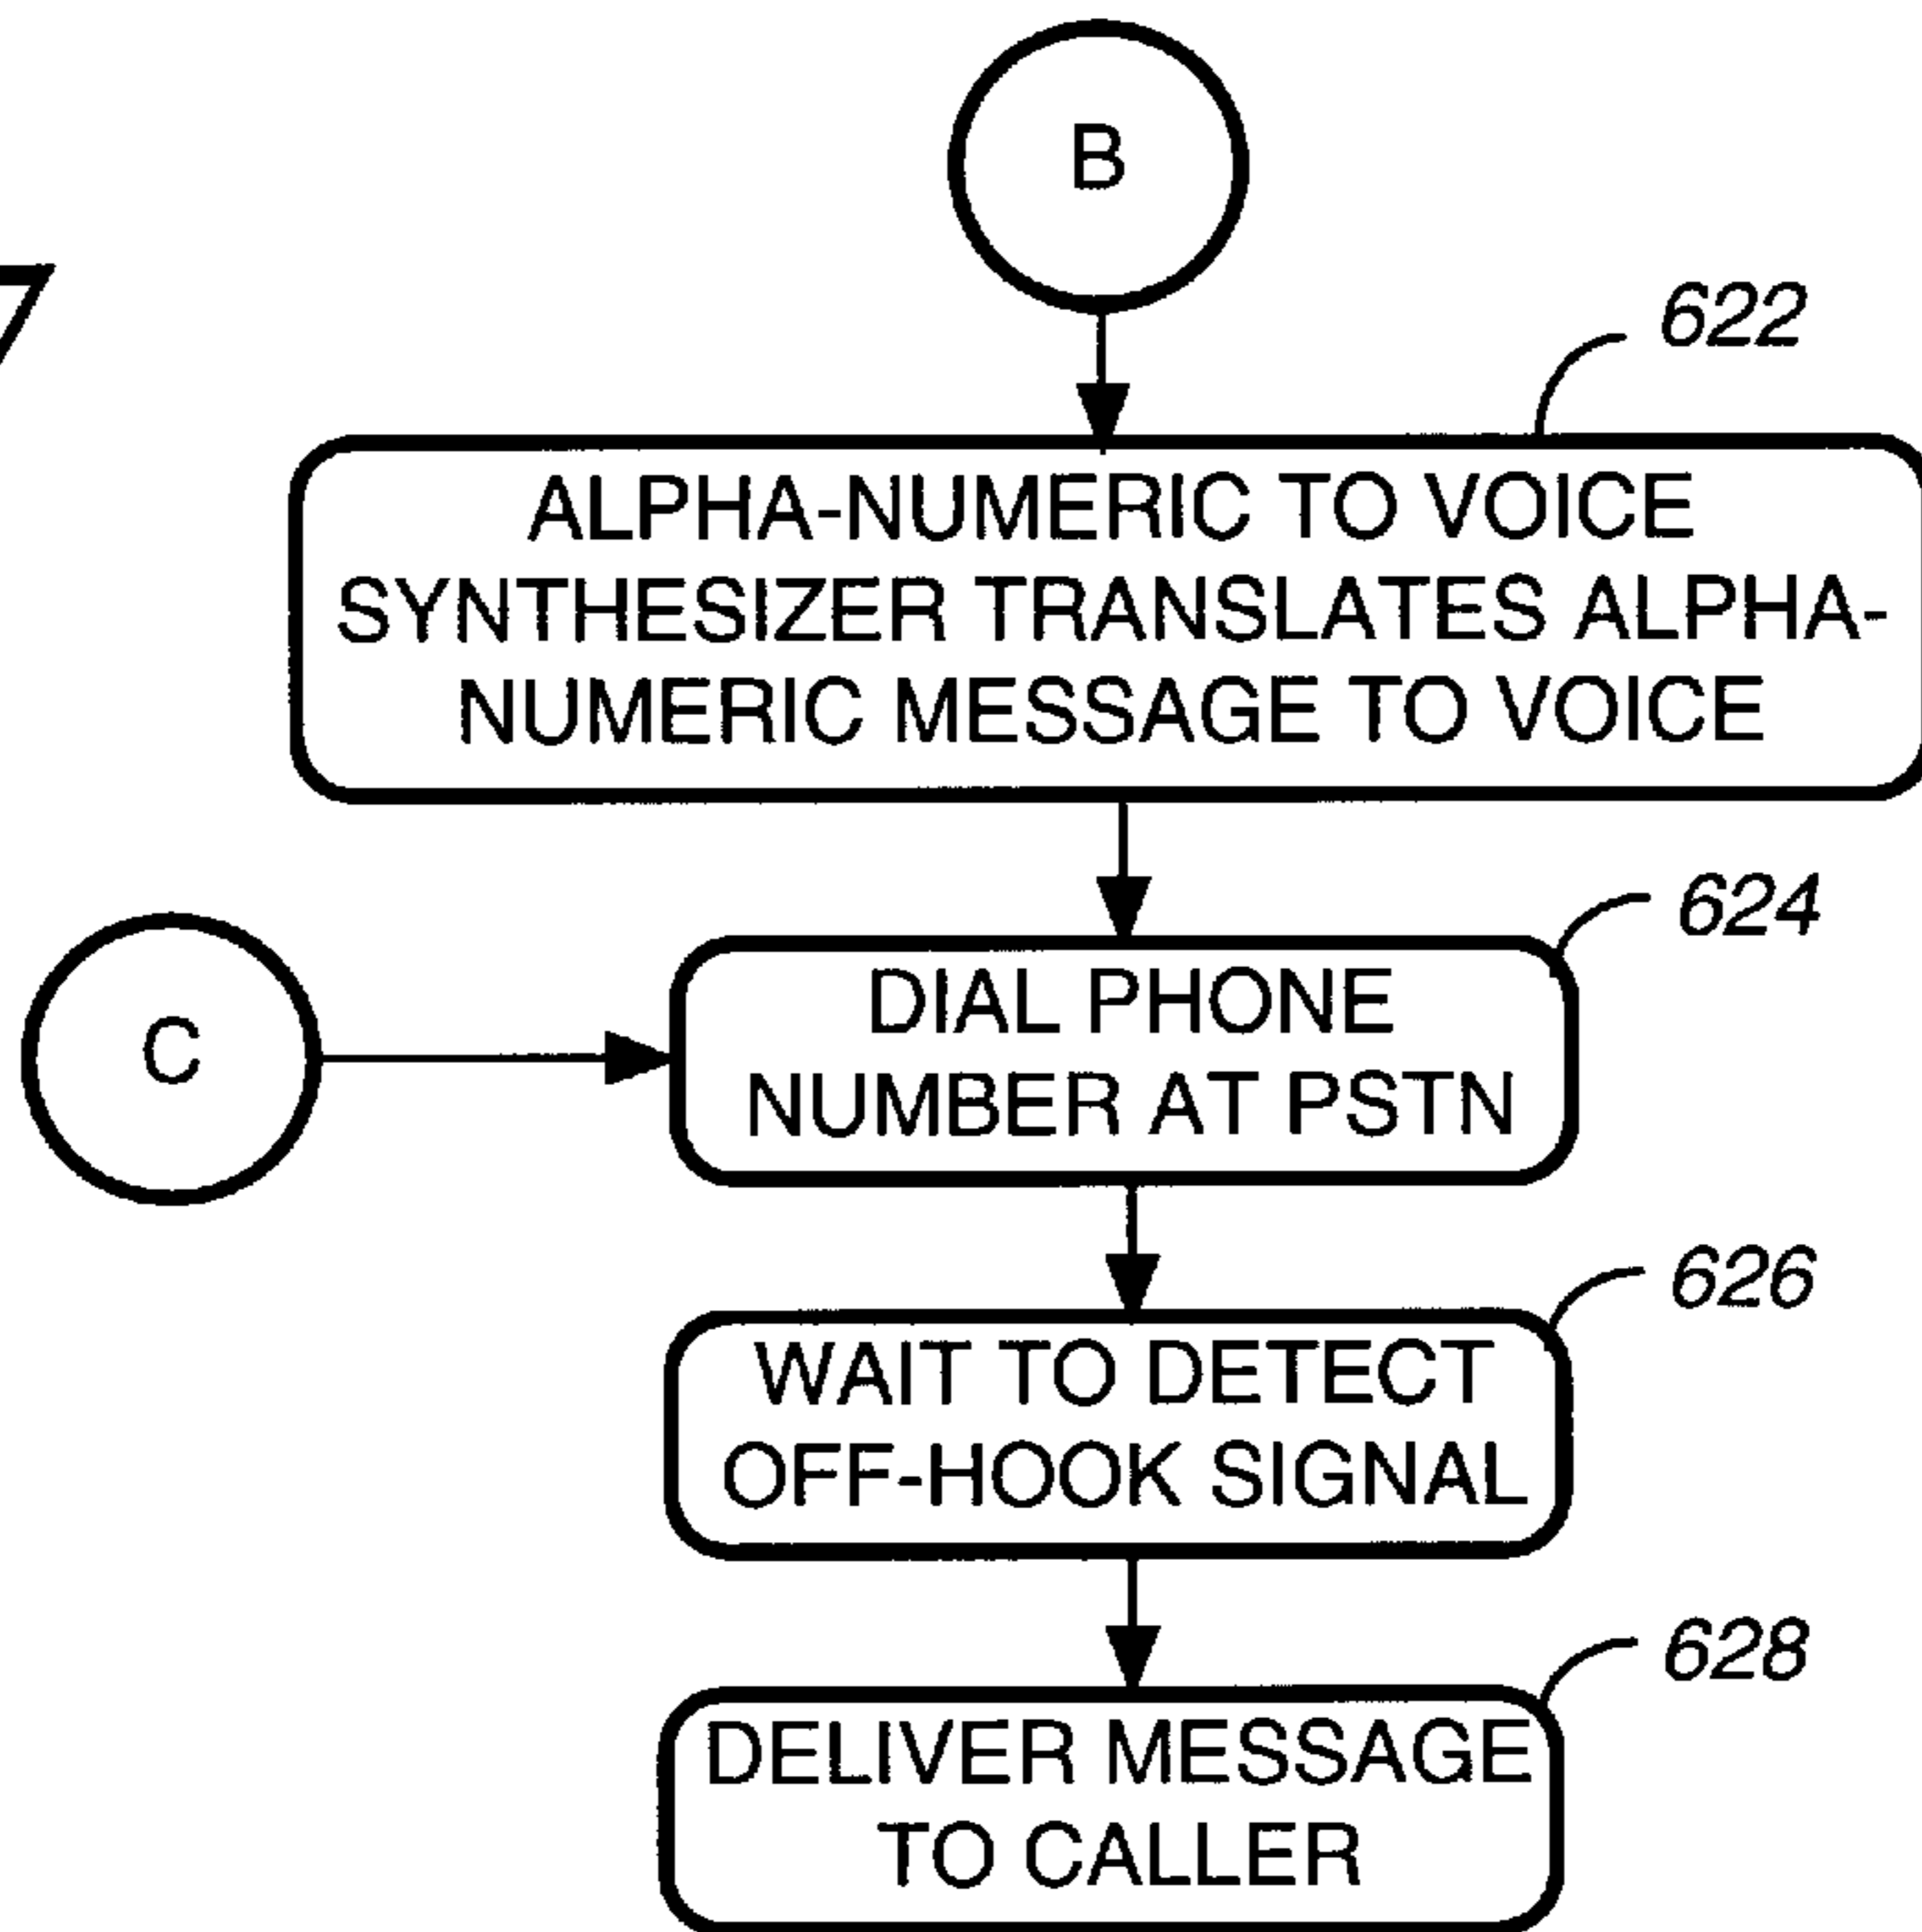 B
7
622
ALPHA-NUMERIC TO VOICE
SYNTHESIZER TRANSLATES ALPHA-
NUMERIC MESSAGE TO VOICE
624
C
DIAL PHONE
NUMBER AT PSTN
626
WAIT TO DETECT
OFF-HOOK SIGNAL
628
DELIVER MESSAGE
TO CALLER